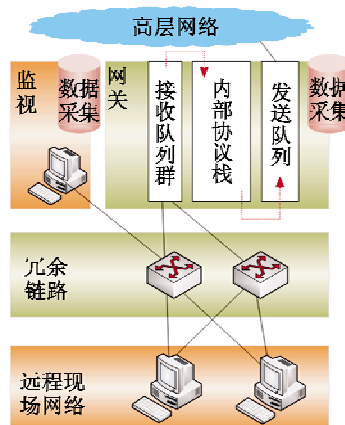 高层网络
监
视
数据
采集
网
关
接
收
队
列
群
内
部
协
议
栈
发
送
队
列
数据
采集
冗余
链路
远程现
场网络